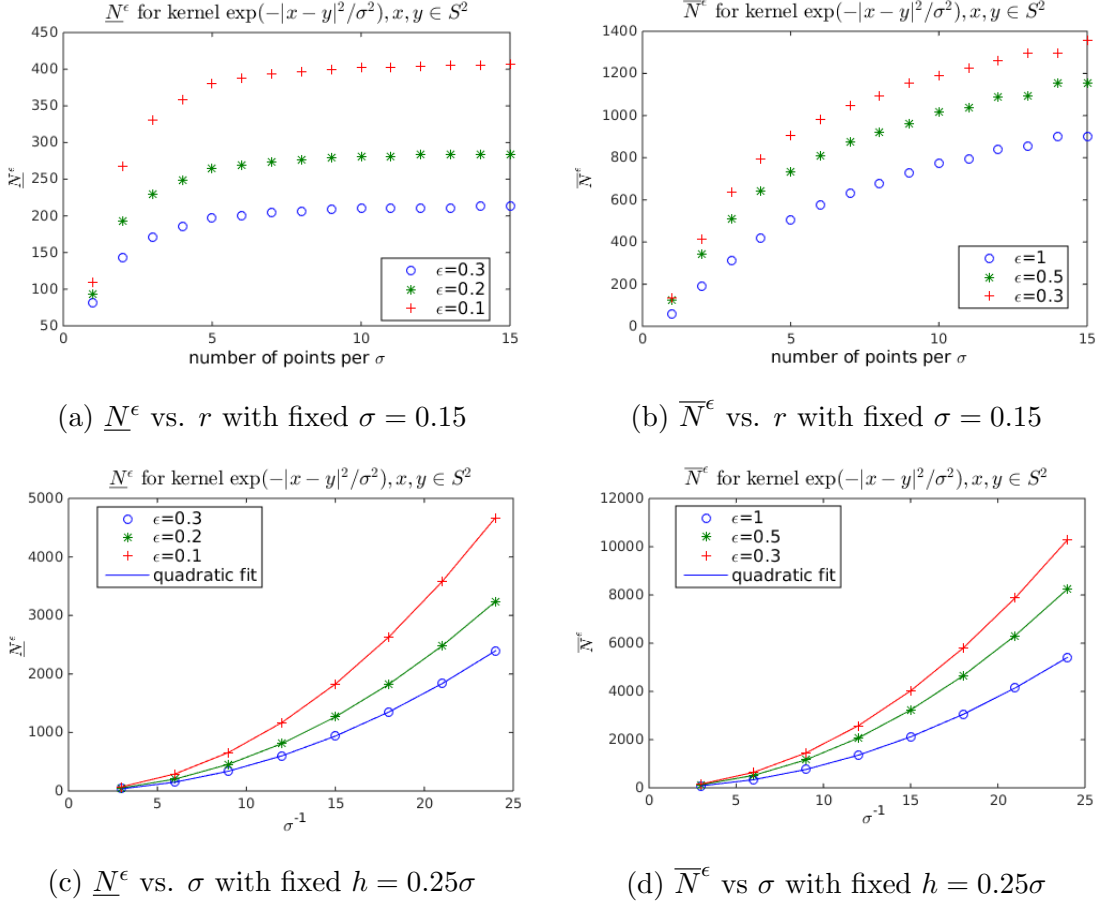 N^ε for kernel exp(−|x − y|²/σ²), x, y ∈ S²
450
400
350
300
250
200
150
100
50
N^ε
ε=0.3
ε=0.2
ε=0.1
0 5 10 15
number of points per σ
(a) N^ε vs. r with fixed σ = 0.15
N̅^ε for kernel exp(−|x − y|²/σ²), x, y ∈ S²
1400
1200
1000
800
600
400
200
0
N̅^ε
ε=1
ε=0.5
ε=0.3
0 5 10 15
number of points per σ
(b) N̅^ε vs. r with fixed σ = 0.15
N^ε for kernel exp(−|x − y|²/σ²), x, y ∈ S²
5000
4000
3000
2000
1000
0
N^ε
ε=0.3
ε=0.2
ε=0.1
quadratic fit
0 5 10 15 20 25
σ⁻¹
(c) N^ε vs. σ with fixed h = 0.25σ
N̅^ε for kernel exp(−|x − y|²/σ²), x, y ∈ S²
12000
10000
8000
6000
4000
2000
0
N̅^ε
ε=1
ε=0.5
ε=0.3
quadratic fit
0 5 10 15 20 25
σ⁻¹
(d) N̅^ε vs σ with fixed h = 0.25σ